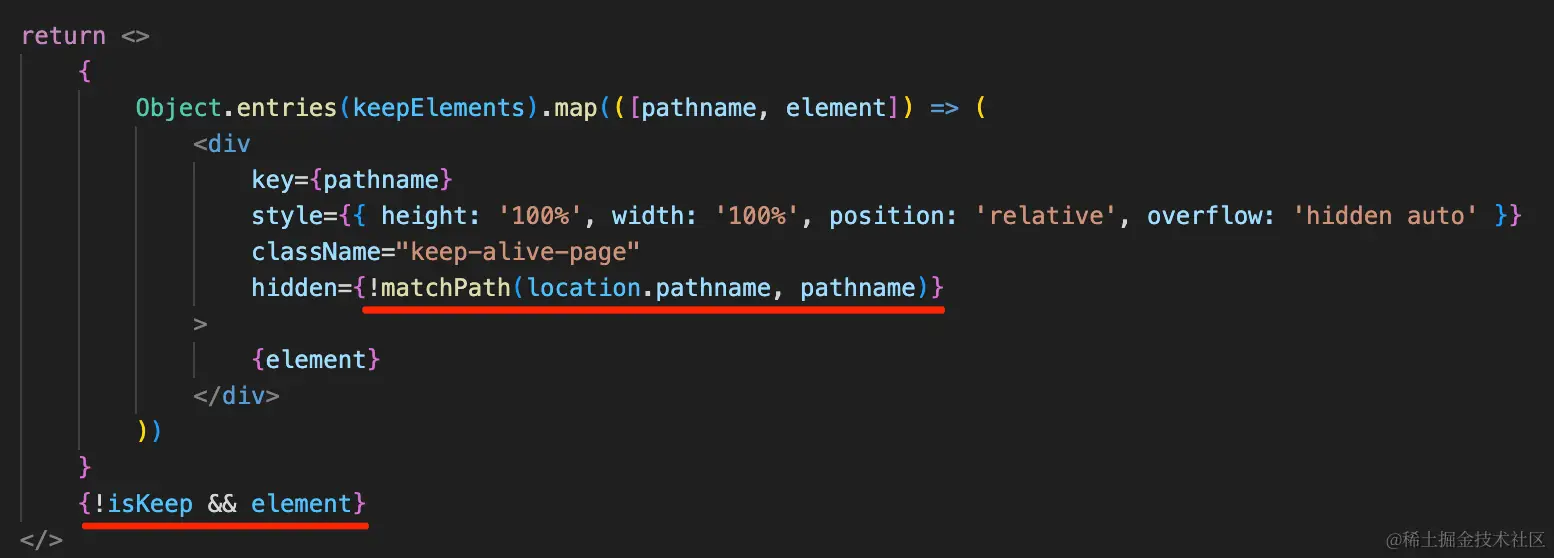 return <>
{
Object.entries(keepElements).map(([pathname, element]) => (
<div
key={pathname}
style={{ height: '100%', width: '100%', position: 'relative', overflow: 'hidden auto' }}
className="keep-alive-page"
hidden={!matchPath(location.pathname, pathname)}
>
{element}
</div>
))
}
{!isKeep && element}
</>
@稀土掘金技术社区